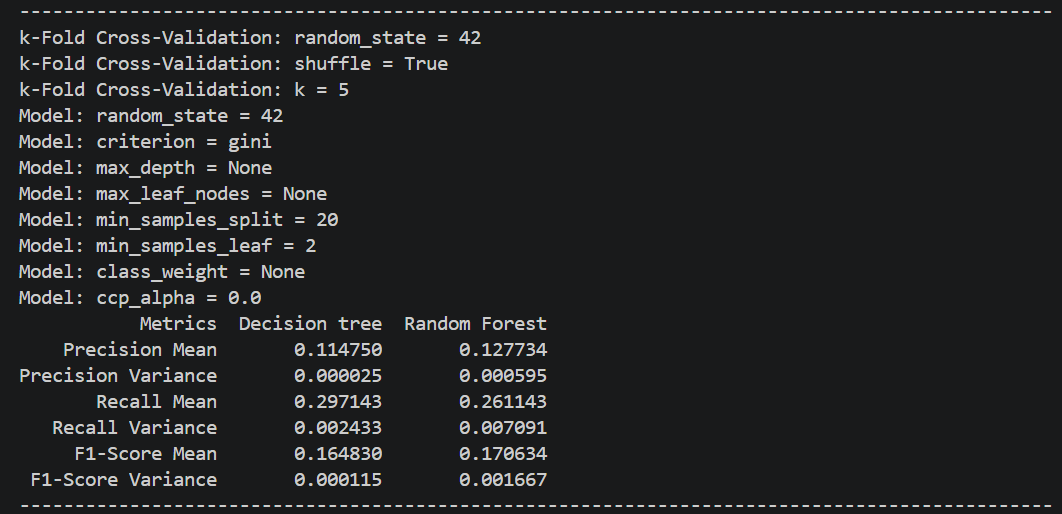 ----------------------------------------------------------------------------------------------
k-Fold Cross-Validation: random_state = 42
k-Fold Cross-Validation: shuffle = True
k-Fold Cross-Validation: k = 5
Model: random_state = 42
Model: criterion = gini
Model: max_depth = None
Model: max_leaf_nodes = None
Model: min_samples_split = 20
Model: min_samples_leaf = 2
Model: class_weight = None
Model: ccp_alpha = 0.0
           Metrics  Decision tree  Random Forest
    Precision Mean       0.114750       0.127734
Precision Variance       0.000025       0.000595
       Recall Mean       0.297143       0.261143
   Recall Variance       0.002433       0.007091
     F1-Score Mean       0.164830       0.170634
 F1-Score Variance       0.000115       0.001667
----------------------------------------------------------------------------------------------